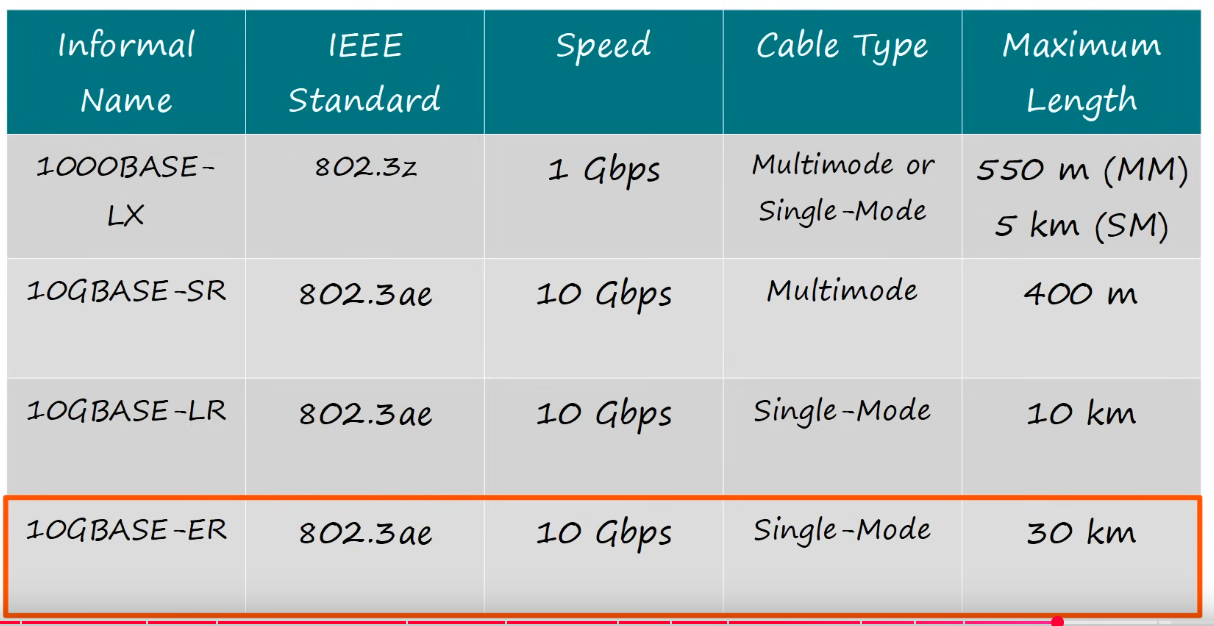 Informal Name
IEEE Standard
Speed
Cable Type
Maximum Length
1000BASE-LX
802.3z
1 Gbps
Multimode or Single-Mode
550 m (MM)
5 km (SM)
10GBASE-SR
802.3ae
10 Gbps
Multimode
400 m
10GBASE-LR
802.3ae
10 Gbps
Single-Mode
10 km
10GBASE-ER
802.3ae
10 Gbps
Single-Mode
30 km